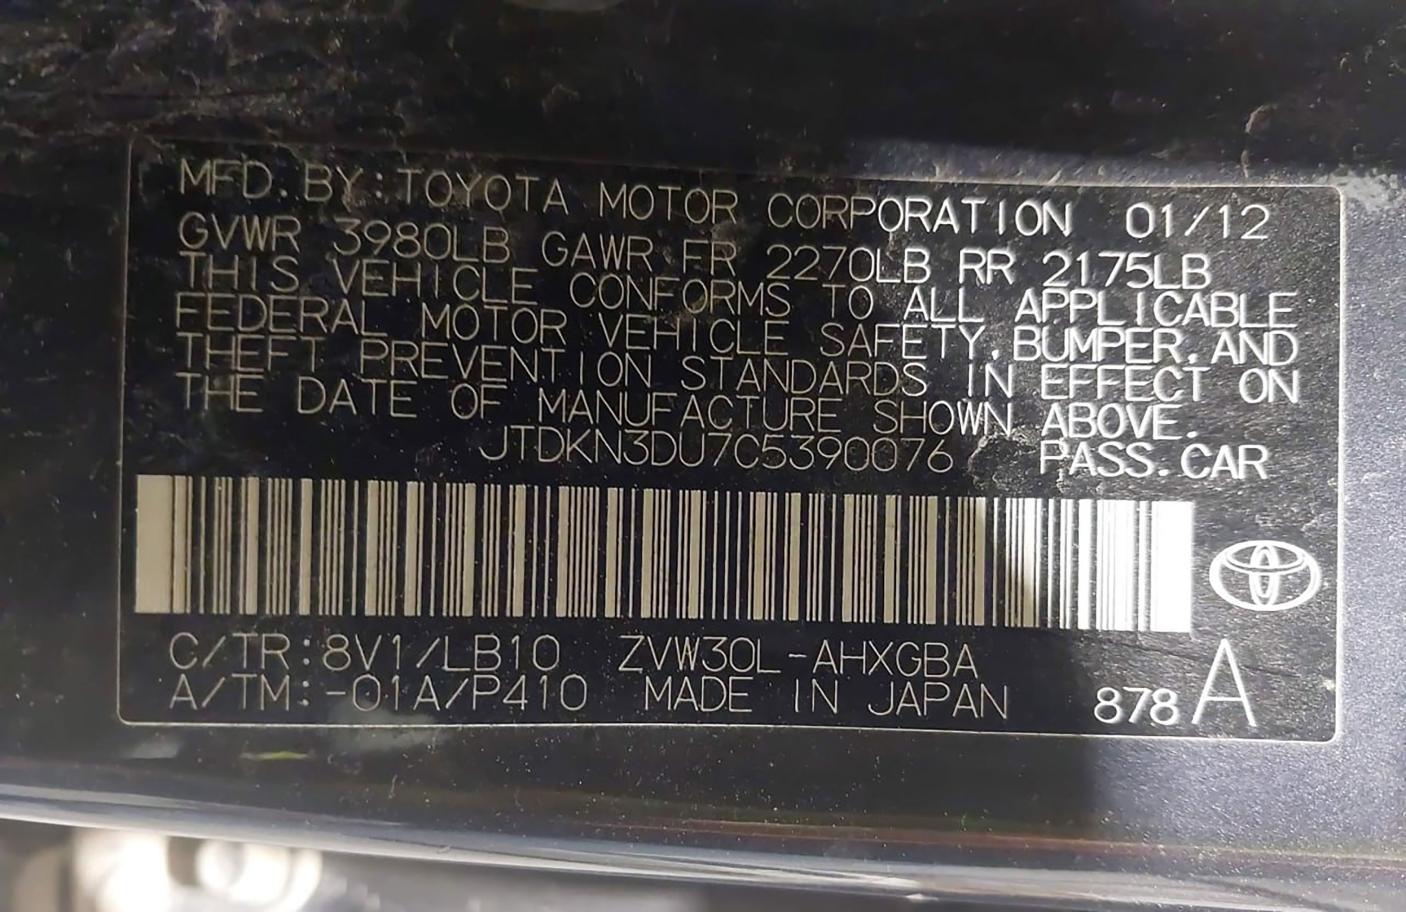 MFD. BY: TOYOTA MOTOR CORPORATION 01/12
GVWR 3980LB GAWR FR 2270LB RR 2175LB
THIS VEHICLE CONFORMS TO ALL APPLICABLE
FEDERAL MOTOR VEHICLE SAFETY, BUMPER, AND
THEFT PREVENTION STANDARDS IN EFFECT ON
THE DATE OF MANUFACTURE SHOWN ABOVE.
JTDKN3DU7C5390076 PASS. CAR
C/TR: 8V1/LB10 ZVW30L-AHXGBA
A/TM: -01A/P410 MADE IN JAPAN 878 A